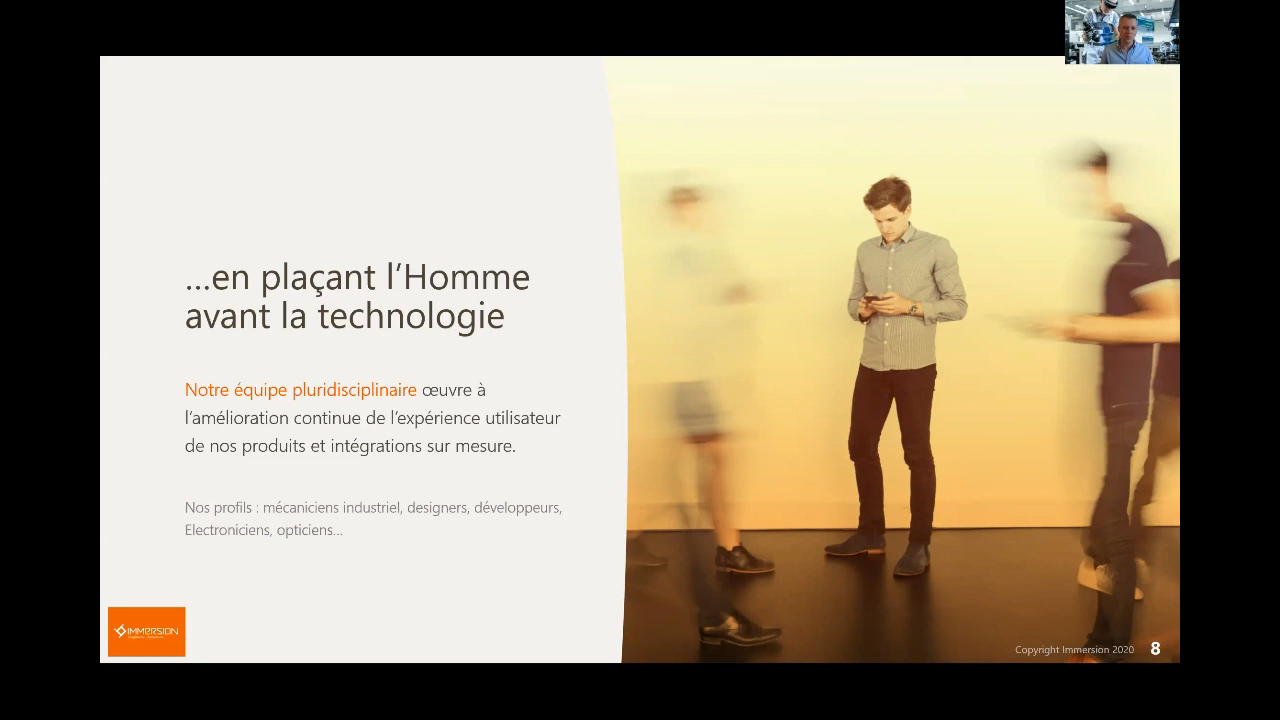 ...en plaçant l'Homme
avant la technologie
Notre équipe pluridisciplinaire œuvre à
l'amélioration continue de l'expérience utilisateur
de nos produits et intégrations sur mesure.
Nos profils : mécaniciens industriel, designers, développeurs,
Electroniciens, opticiens...
IMMERSION
Copyright Immersion 2020 8